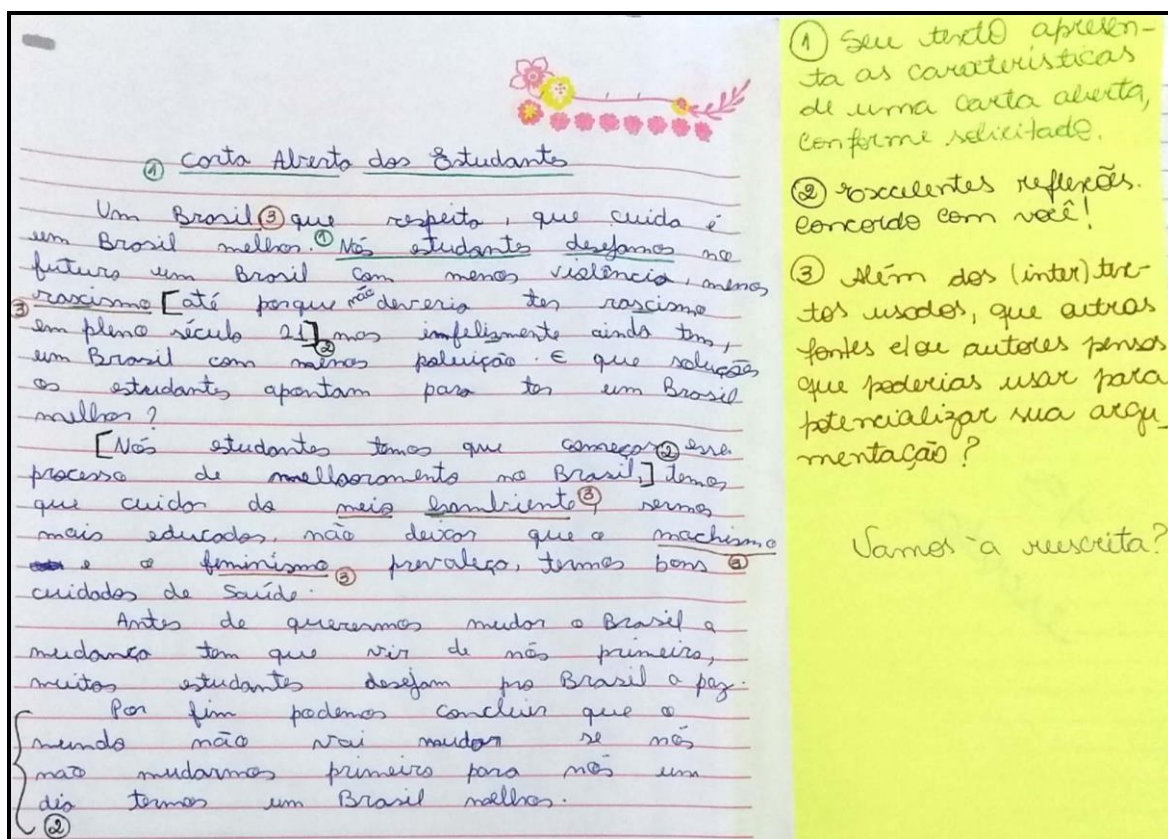 ① Carta Aberta dos Estudantes
Um Brasil ③ que respeita, que cuida é
um Brasil melhor. ① Nós estudantes desejamos no
futuro um Brasil com menos violência, menos
③ rascismo [até porque não deveria ter rascismo
em pleno século 21] ② mas imfelismente ainda tem,
um Brasil com menos poluição. E que soluções
os estudantes apontam para ter um Brasil
melhor?
[Nós estudantes temos que começar ② esse
processo de melhoramento no Brasil,] temos
que cuidar do meio hambiente ③, sermos
mais educados, não deixar que o machismo ③
e o feminismo ③ prevaleça, termos bons
cuidados de saúde.
Antes de querermos mudar o Brasil a
mudança tem que vir de nós primeiro,
muitos estudantes desejam pro Brasil a paz.
Por fim podemos concluir que o
mundo não vai mudar se nós
não mudarmos primeiro para nós um
dia termos um Brasil melhor.
②
① Seu texto apresen-
ta as características
de uma carta aberta,
conforme solicitado.
② Excelentes reflexões.
Concordo com você!
③ Além dos (inter)tex-
tos usados, que outras
fontes e/ou autores pensas
que poderias usar para
potencializar sua argu-
mentação?
Vamos a reescrita?